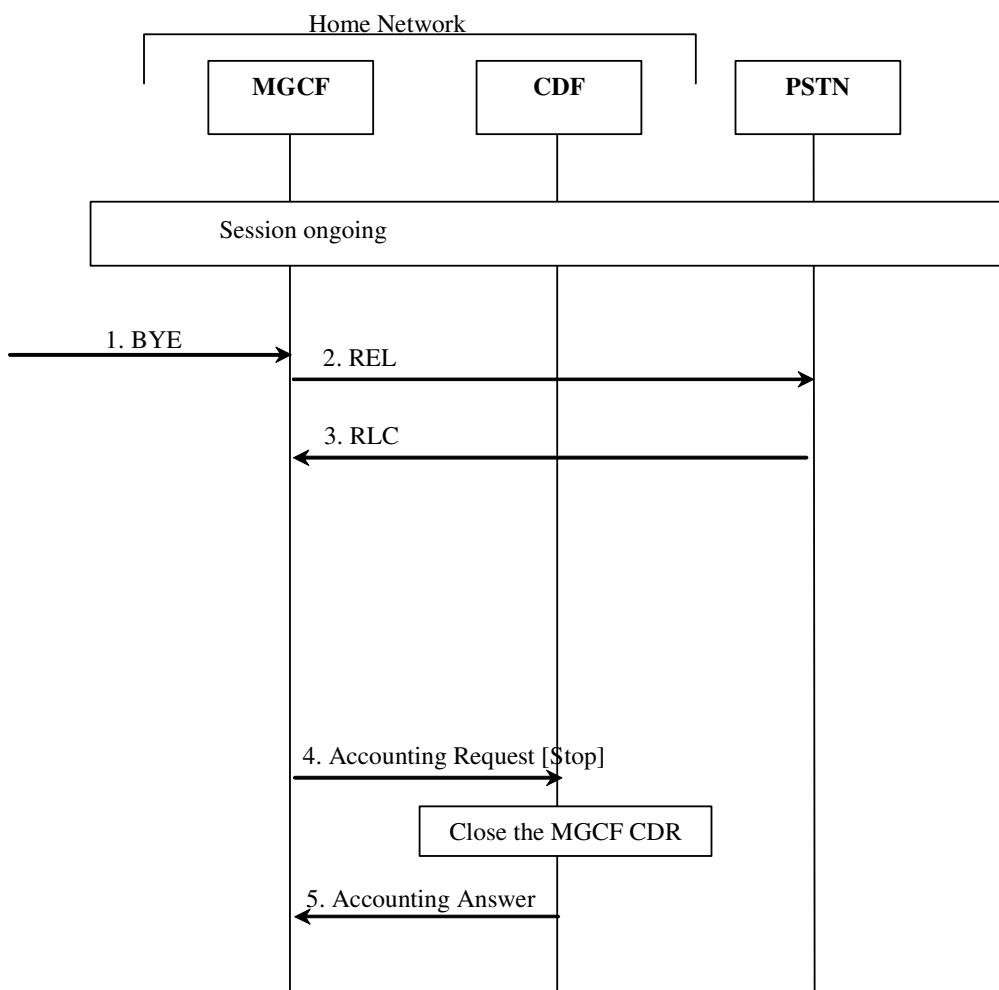 Home Network
MGCF
CDF
PSTN
Session ongoing
1. BYE
2. REL
3. RLC
4. Accounting Request [Stop]
Close the MGCF CDR
5. Accounting Answer